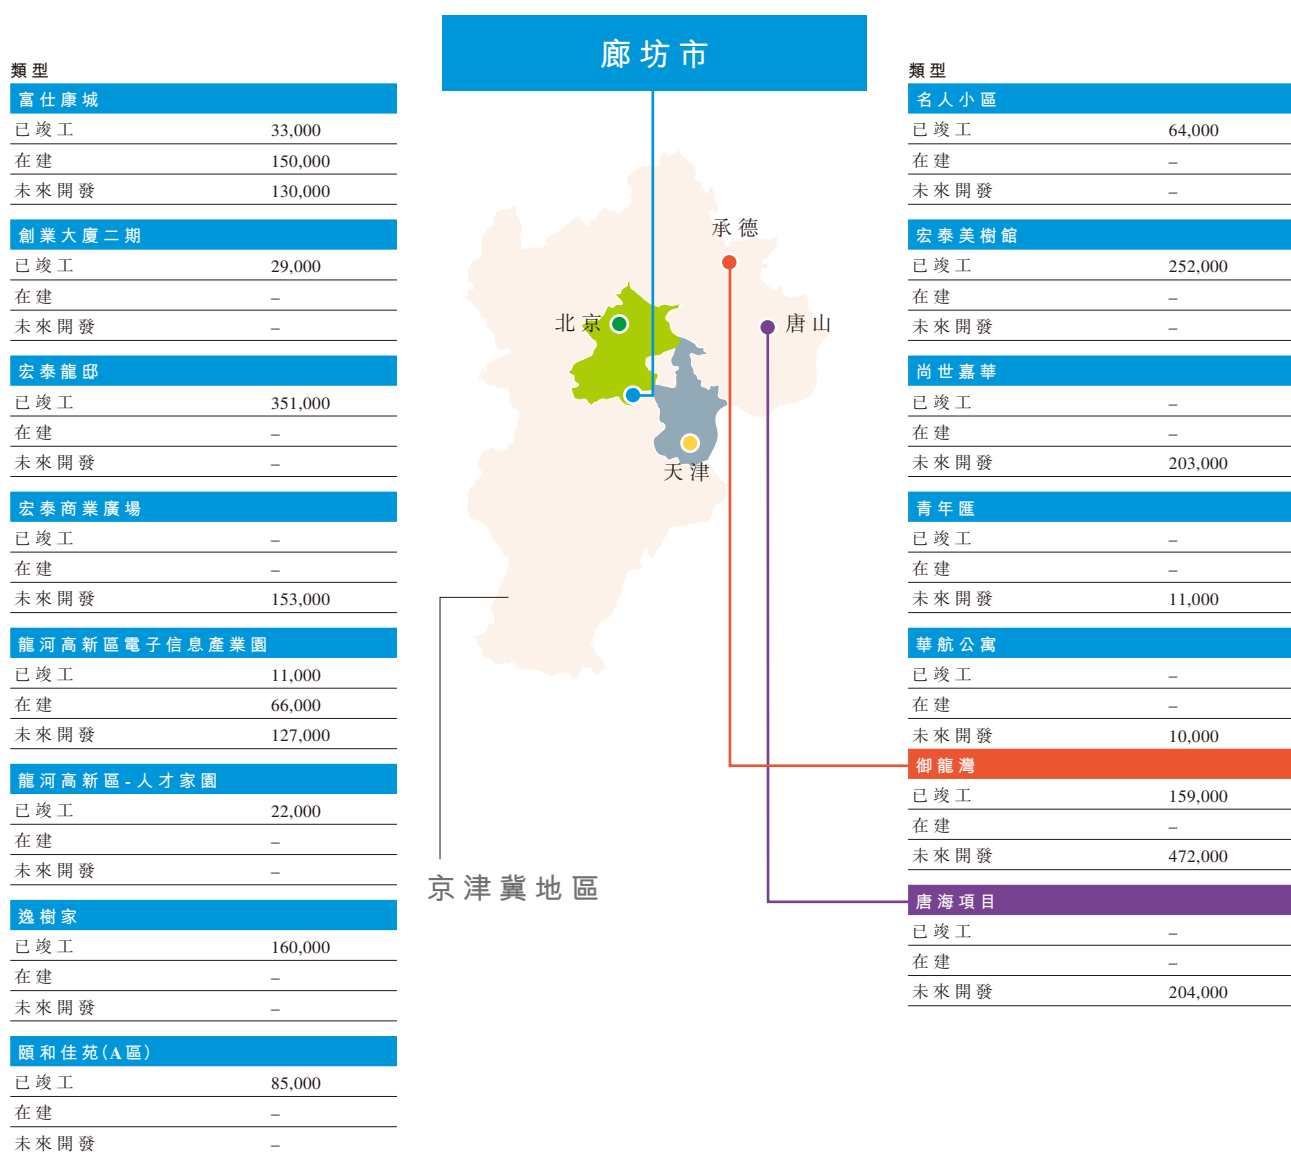 廊坊市
類型
富仕康城
已竣工 33,000
在建 150,000
未來開發 130,000
創業大廈二期
已竣工 29,000
在建 –
未來開發 –
宏泰龍邸
已竣工 351,000
在建 –
未來開發 –
宏泰商業廣場
已竣工 –
在建 –
未來開發 153,000
龍河高新區電子信息產業園
已竣工 11,000
在建 66,000
未來開發 127,000
龍河高新區-人才家園
已竣工 22,000
在建 –
未來開發 –
逸樹家
已竣工 160,000
在建 –
未來開發 –
頤和佳苑(A區)
已竣工 85,000
在建 –
未來開發 –
承德
北京
唐山
天津
京津冀地區
類型
名人小區
已竣工 64,000
在建 –
未來開發 –
宏泰美樹館
已竣工 252,000
在建 –
未來開發 –
尚世嘉華
已竣工 –
在建 –
未來開發 203,000
青年匯
已竣工 –
在建 –
未來開發 11,000
華航公寓
已竣工 –
在建 –
未來開發 10,000
御龍灣
已竣工 159,000
在建 –
未來開發 472,000
唐海項目
已竣工 –
在建 –
未來開發 204,000